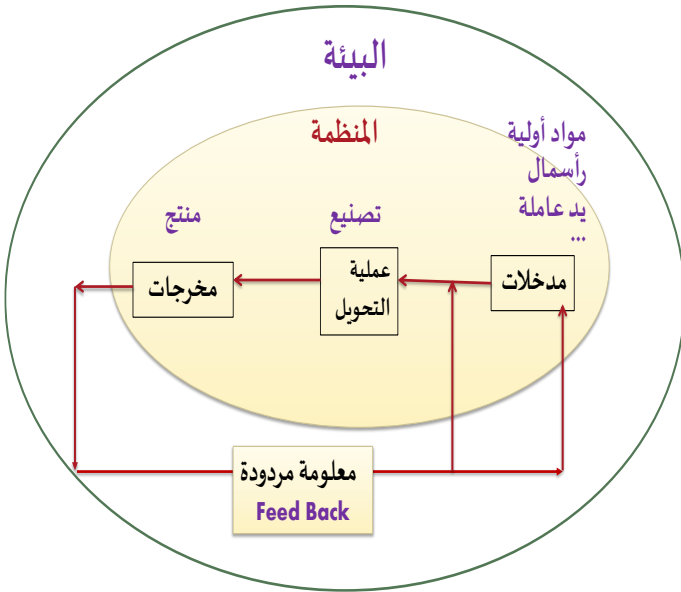 البيئة
المنظمة
مواد أولية
رأسمال
يد عاملة
...
تصنيع
منتج
مدخلات
عملية
التحويل
مخرجات
معلومة مردودة
Feed Back